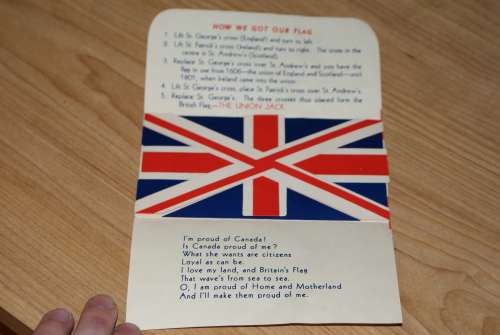 HOW WE GOT OUR FLAG
1. Lift St. George's cross (England) and turn to left.
2. Lift St. Patrick's cross (Ireland) and turn to right. The cross in the
centre is St. Andrew's (Scotland).
3. Replace St. George's cross over St. Andrew's and you have the
flag in use from 1606—the union of England and Scotland—until
1801, when Ireland came into the union.
4. Lift St. George's cross, place St. Patrick's cross over St. Andrew's.
5. Replace St. George's. The three crosses thus placed form the
British Flag,—THE UNION JACK.
I'm proud of Canada!
Is Canada proud of me?
What she wants are citizens
Loyal as can be.
I love my land, and Britain's Flag
That wave's from sea to sea.
O, I am proud of Home and Motherland
And I'll make them proud of me.